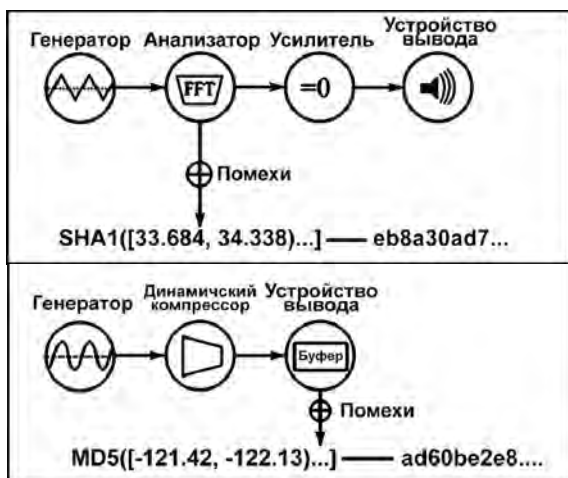 Генератор Анализатор Усилитель Устройство вывода
FFT =0
Помехи
SHA1([33.684, 34.338)...] — eb8a30ad7...
Генератор Динамичский компрессор Устройство вывода
Буфер
Помехи
MD5([-121.42, -122.13)...] — ad60be2e8....